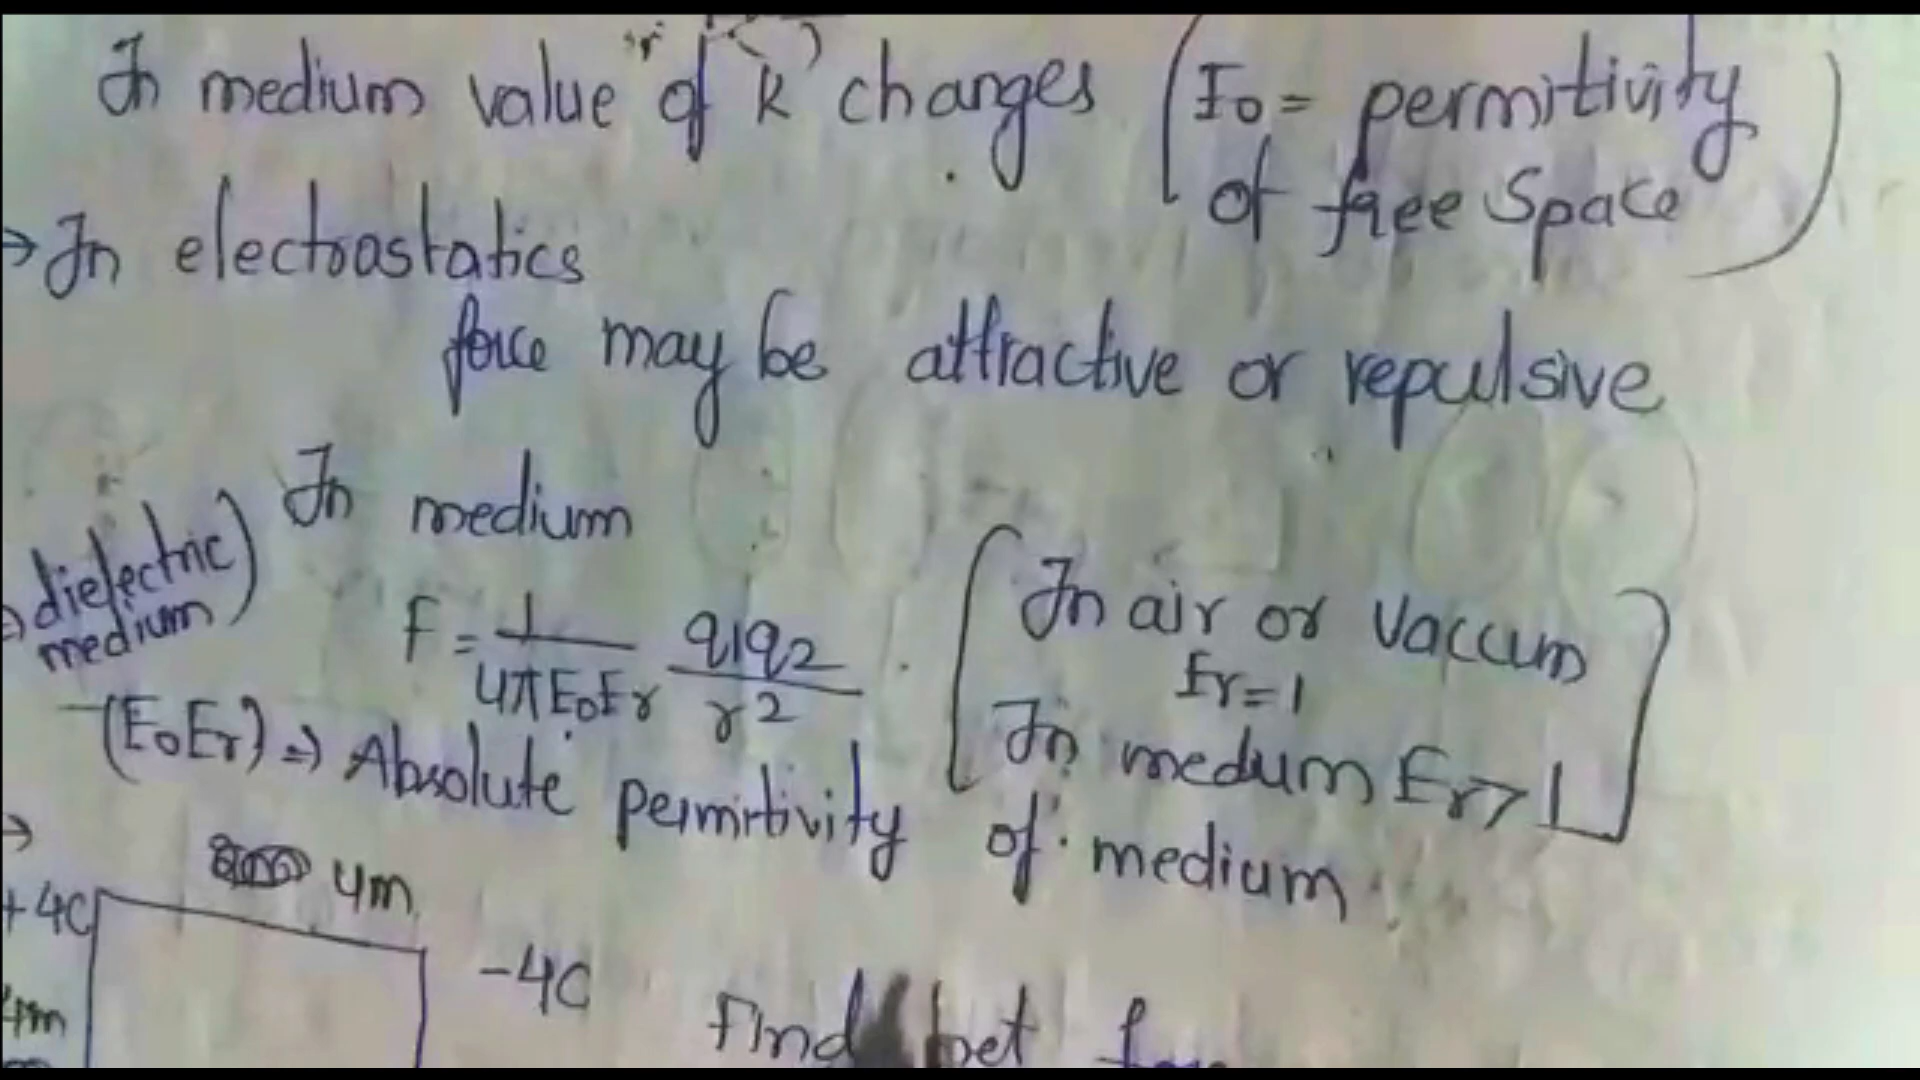 In medium value of k changes (E0 = permitivity
of free Space)
→ In electrostatics
force may be attractive or repulsive
In medium
dielectric)
medium
F = 1/4πE0Er q1q2/r2
[In air or Vaccum
Er = 1
In medum Er > 1]
(E0Er) ⇒ Absolute permitivity of medium
→
4m
+4C
-4C
4m
Find net